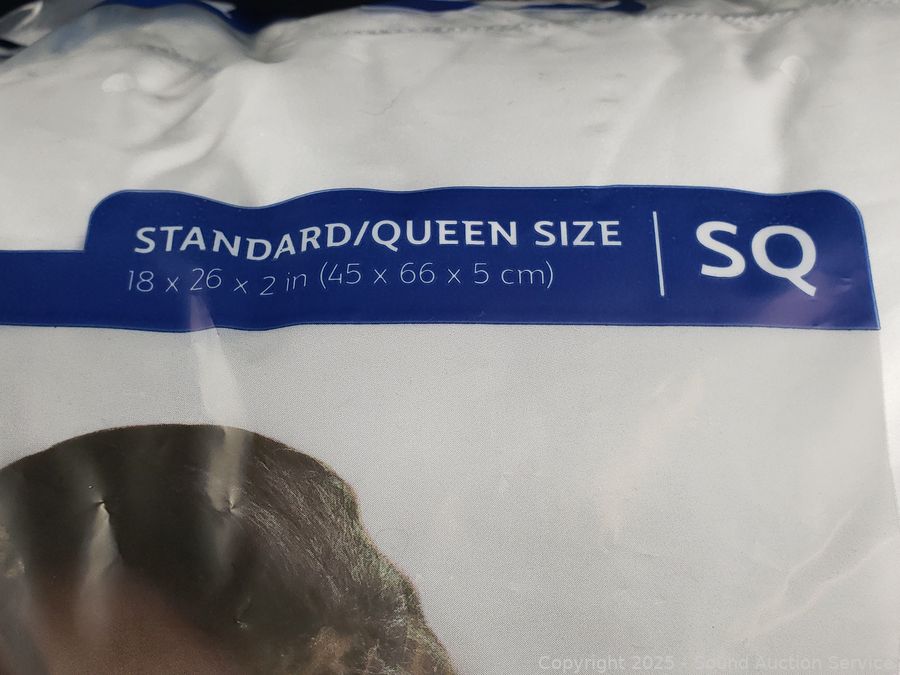 STANDARD/QUEEN SIZE
18 x 26 x 2 in (45 x 66 x 5 cm)
SQ
Copyright 2025 - Sound Auction Service